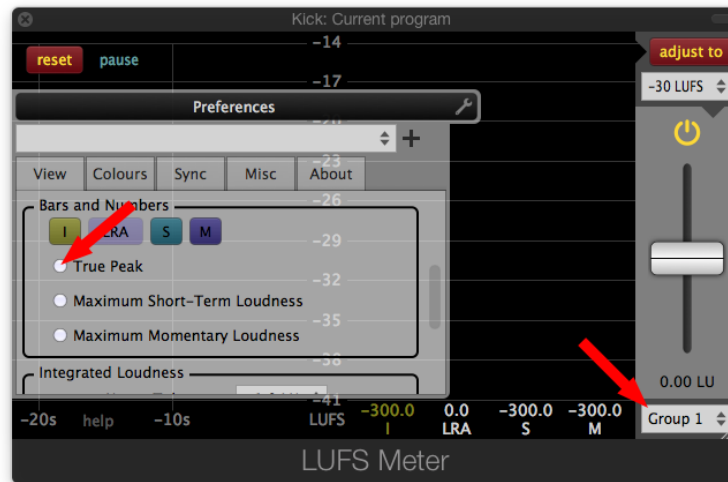 Kick: Current program
reset
pause
-14
-17
Preferences
-23
View
Colours
Sync
Misc
About
Bars and Numbers
-26
I
LRA
S
M
-29
True Peak
-32
Maximum Short-Term Loudness
-35
Maximum Momentary Loudness
-38
Integrated Loudness
-41
-20s
help
-10s
LUFS
-300.0
I
0.0
LRA
-300.0
S
-300.0
M
adjust to
-30 LUFS
0.00 LU
Group 1
LUFS Meter